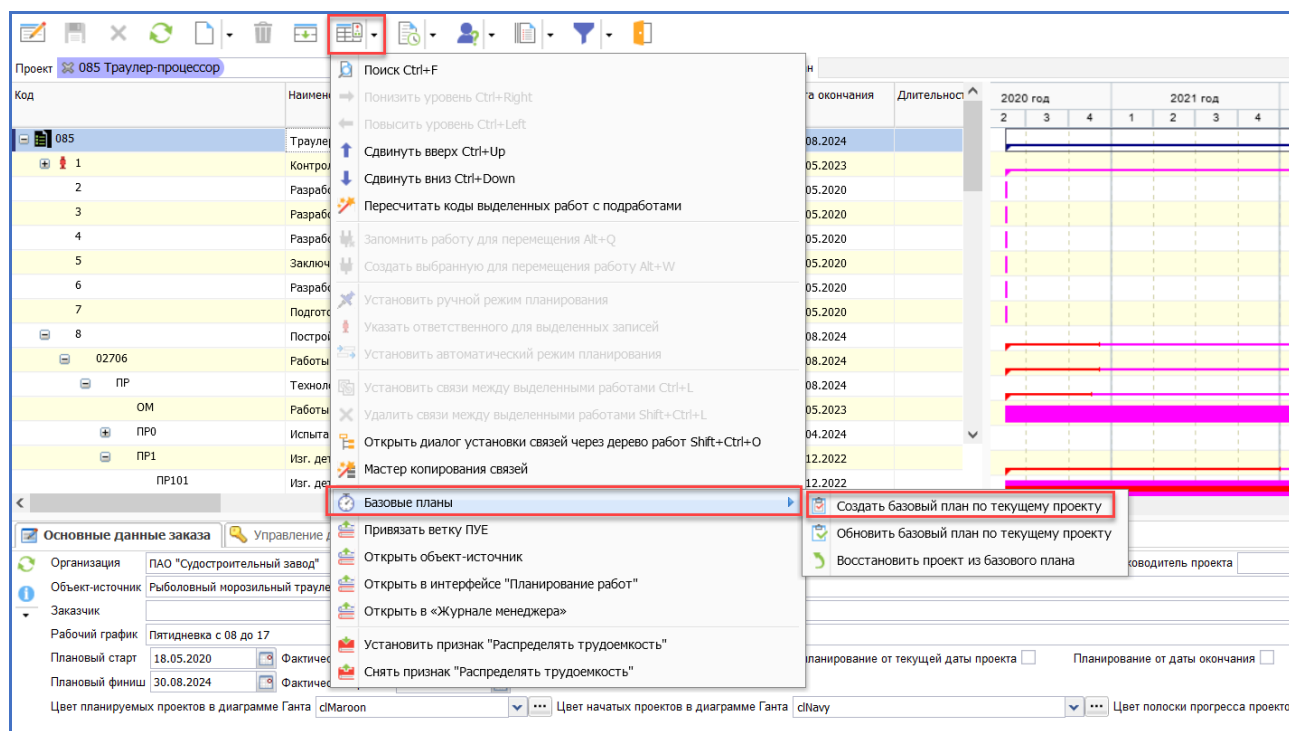 Проект 085 Траулер-процессор
Код Наимен та окончания Длительност 2020 год 2021 год
2 3 4 1 2 3 4
085 Трауле 08.2024
1 Контро 05.2023
2 Разраб 05.2020
3 Разраб 05.2020
4 Разраб 05.2020
5 Заключ 05.2020
6 Разраб 05.2020
7 Подгото 05.2020
8 Построй 08.2024
02706 Работы 08.2024
ПР Технол 08.2024
ОМ Работы 05.2023
ПР0 Испыта 04.2024
ПР1 Изг. дет 12.2022
ПР101 Изг. дет 12.2022
Поиск Ctrl+F
Понизить уровень Ctrl+Right
Повысить уровень Ctrl+Left
Сдвинуть вверх Ctrl+Up
Сдвинуть вниз Ctrl+Down
Пересчитать коды выделенных работ с подработами
Запомнить работу для перемещения Alt+Q
Создать выбранную для перемещения работу Alt+W
Установить ручной режим планирования
Указать ответственного для выделенных записей
Установить автоматический режим планирования
Установить связи между выделенными работами Ctrl+L
Удалить связи между выделенными работами Shift+Ctrl+L
Открыть диалог установки связей через дерево работ Shift+Ctrl+O
Мастер копирования связей
Базовые планы
Привязать ветку ПУЕ
Открыть объект-источник
Открыть в интерфейсе "Планирование работ"
Открыть в «Журнале менеджера»
Установить признак "Распределять трудоемкость"
Снять признак "Распределять трудоемкость"
Создать базовый план по текущему проекту
Обновить базовый план по текущему проекту
Восстановить проект из базового плана
Основные данные заказа Управление д
Организация ПАО "Судостроительный завод" ководитель проекта
Объект-источник Рыболовный морозильный трауле
Заказчик
Рабочий график Пятидневка с 08 до 17
Плановый старт 18.05.2020 Фактичес планирование от текущей даты проекта Планирование от даты окончания
Плановый финиш 30.08.2024 Фактичес
Цвет планируемых проектов в диаграмме Ганта clMaroon Цвет начатых проектов в диаграмме Ганта clNavy Цвет полоски прогресса проекто